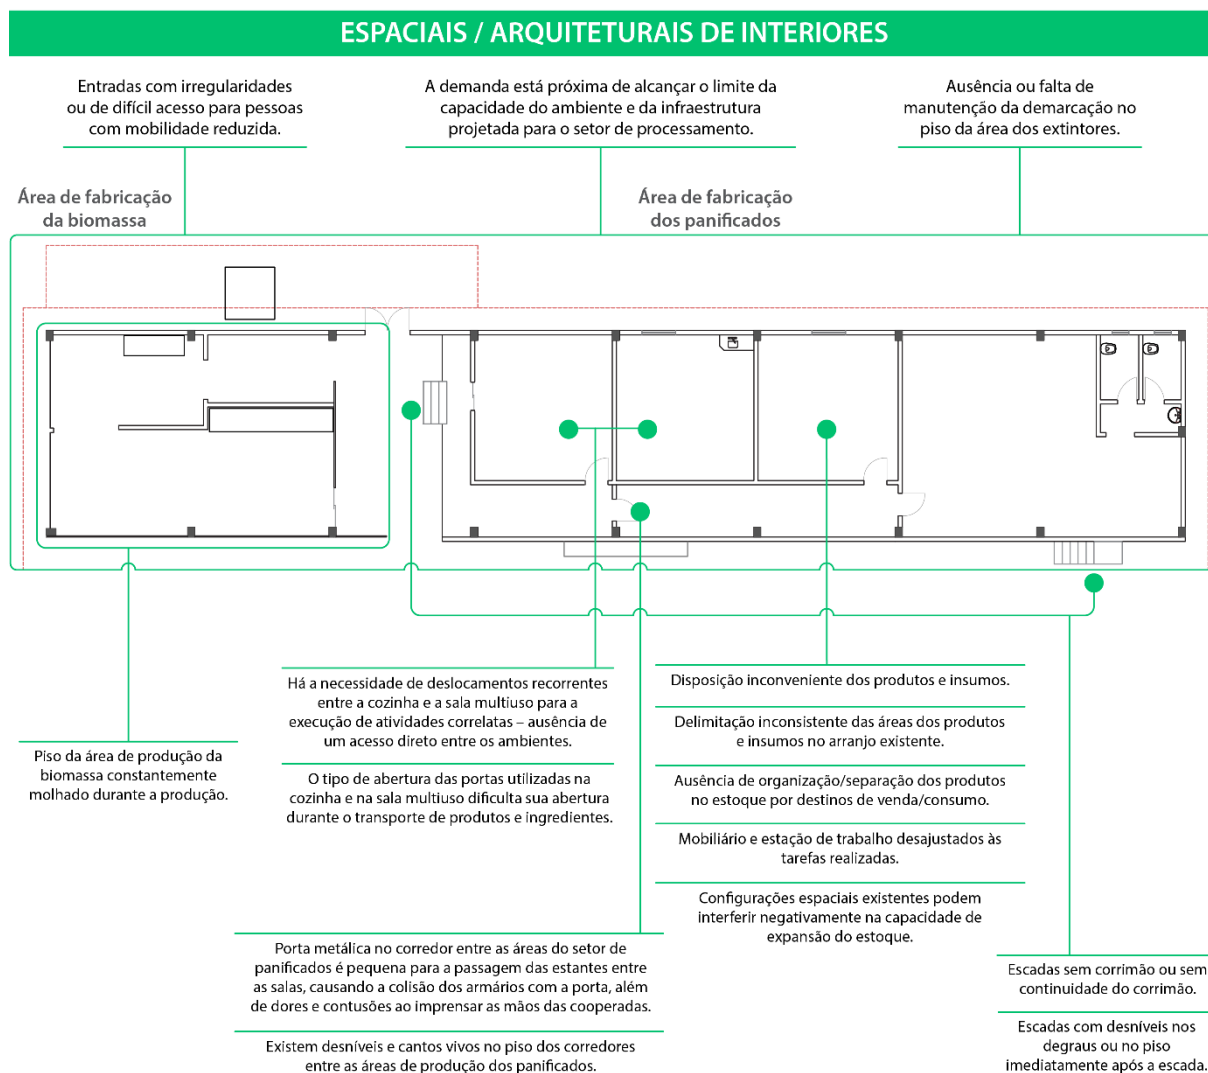 ESPACIAIS / ARQUITETURAIS DE INTERIORES
Entradas com irregularidades
ou de difícil acesso para pessoas
com mobilidade reduzida.
A demanda está próxima de alcançar o limite da
capacidade do ambiente e da infraestrutura
projetada para o setor de processamento.
Ausência ou falta de
manutenção da demarcação no
piso da área dos extintores.
Área de fabricação
da biomassa
Área de fabricação
dos panificados
Há a necessidade de deslocamentos recorrentes
entre a cozinha e a sala multiuso para a
execução de atividades correlatas – ausência de
um acesso direto entre os ambientes.
O tipo de abertura das portas utilizadas na
cozinha e na sala multiuso dificulta sua abertura
durante o transporte de produtos e ingredientes.
Disposição inconveniente dos produtos e insumos.
Delimitação inconsistente das áreas dos produtos
e insumos no arranjo existente.
Ausência de organização/separação dos produtos
no estoque por destinos de venda/consumo.
Mobiliário e estação de trabalho desajustados às
tarefas realizadas.
Configurações espaciais existentes podem
interferir negativamente na capacidade de
expansão do estoque.
Piso da área de produção da
biomassa constantemente
molhado durante a produção.
Porta metálica no corredor entre as áreas do setor de
panificados é pequena para a passagem das estantes entre
as salas, causando a colisão dos armários com a porta, além
de dores e contusões ao imprensar as mãos das cooperadas.
Existem desníveis e cantos vivos no piso dos corredores
entre as áreas de produção dos panificados.
Escadas sem corrimão ou sem
continuidade do corrimão.
Escadas com desníveis nos
degraus ou no piso
imediatamente após a escada.